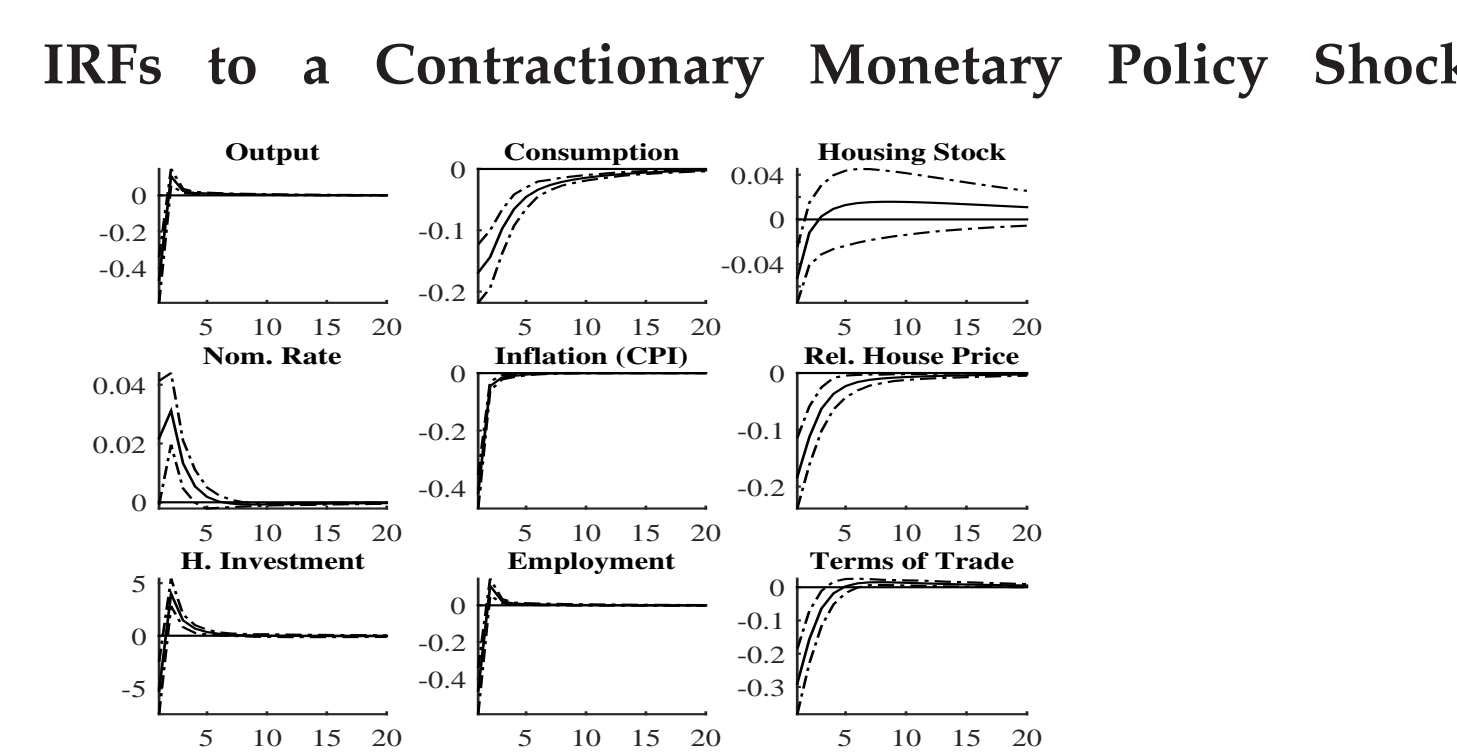 IRFs to a Contractionary Monetary Policy Shock
Output Consumption Housing Stock
0 -0.2 -0.4 0 -0.1 -0.2 0.04 0 -0.04
5 10 15 20 5 10 15 20 5 10 15 20
Nom. Rate Inflation (CPI) Rel. House Price
0.04 0.02 0 0 -0.2 -0.4 0 -0.1 -0.2
5 10 15 20 5 10 15 20 5 10 15 20
H. Investment Employment Terms of Trade
5 0 -5 0 -0.2 -0.4 0 -0.1 -0.2 -0.3
5 10 15 20 5 10 15 20 5 10 15 20